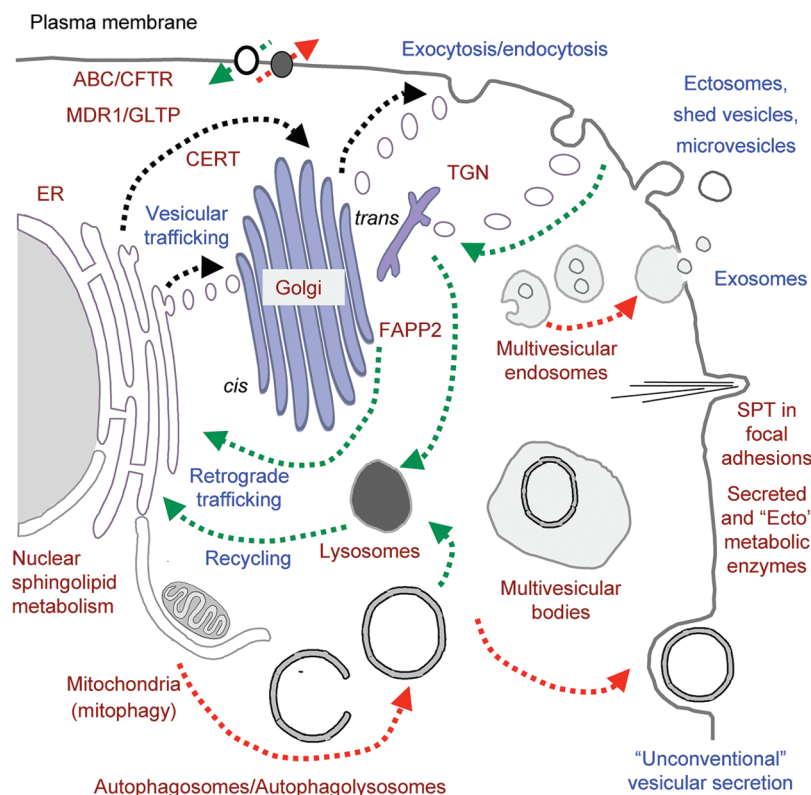 Plasma membrane
Exocytosis/endocytosis
ABC/CFTR
MDR1/GLTP
Ectosomes,
shed vesicles,
microvesicles
CERT
TGN
ER
Vesicular
trafficking
trans
Golgi
Exosomes
FAPP2
Multivesicular
endosomes
cis
SPT in
focal
adhesions
Retrograde
trafficking
Secreted
and “Ecto’
metabolic
enzymes
Recycling
Lysosomes
Nuclear
sphingolipid
metabolism
Multivesicular
bodies
Mitochondria
(mitophagy)
“Unconventional”
vesicular secretion
Autophagosomes/Autophagolysosomes